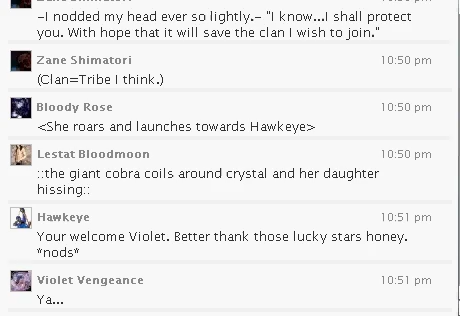 ~I nodded my head ever so lightly.~ "I know...I shall protect
you. With hope that it will save the clan I wish to join."
Zane Shimatori 10:50 pm
(Clan=Tribe I think.)
Bloody Rose 10:50 pm
<She roars and launches towards Hawkeye>
Lestat Bloodmoon 10:50 pm
::the giant cobra coils around crystal and her daughter
hissing::
Hawkeye 10:51 pm
Your welcome Violet. Better thank those lucky stars honey.
*nods*
Violet Vengeance 10:51 pm
Ya...